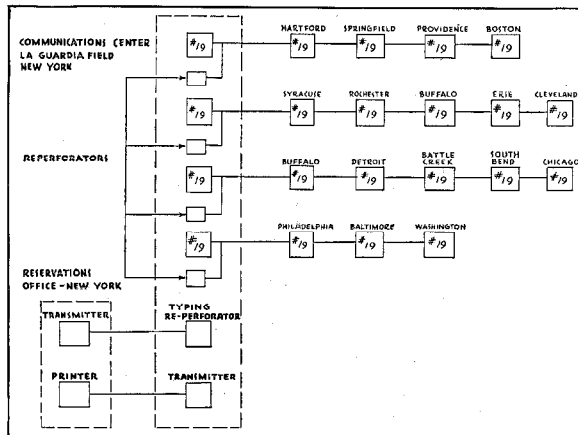 COMMUNICATIONS CENTER
LA GUARDIA FIELD
NEW YORK
#19
HARTFORD
#19
SPRINGFIELD
#19
PROVIDENCE
#19
BOSTON
#19
#19
SYRACUSE
#19
ROCHESTER
#19
BUFFALO
#19
ERIE
#19
CLEVELAND
#19
REPERFORATORS
#19
BUFFALO
#19
DETROIT
#19
BATTLE
CREEK
#19
SOUTH
BEND
#19
CHICAGO
#19
#19
PHILADELPHIA
#19
BALTIMORE
#19
WASHINGTON
#19
RESERVATIONS
OFFICE-NEW YORK
TRANSMITTER
TYPING
RE-PERFORATOR
PRINTER
TRANSMITTER